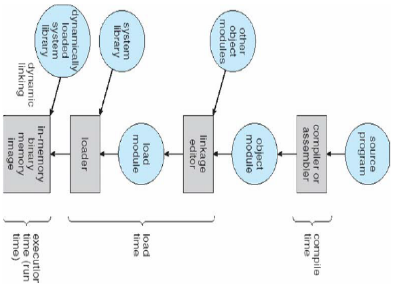 source
program
compiler or
assembler
compile
time
object
module
other
object
modules
linkage
editor
load
module
system
library
loader
load
time
dynamically
loaded
system
library
dynamic
linking
in-memory
binary
memory
image
execution
time (run
time)